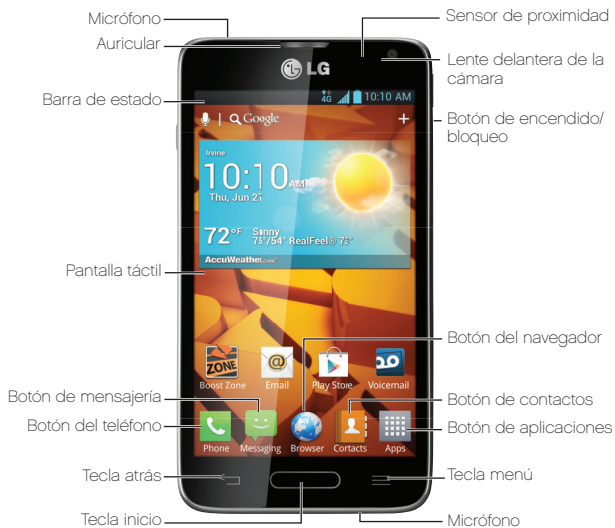 Micrófono
Auricular
Barra de estado
Pantalla táctil
Botón de mensajería
Botón del teléfono
Tecla atrás
Tecla inicio
Sensor de proximidad
Lente delantera de la
cámara
Botón de encendido/
bloqueo
Botón del navegador
Botón de contactos
Botón de aplicaciones
Tecla menú
Micrófono
LG
4G 10:10 AM
Google
Irvine
10:10 AM
Thu, Jun 27
72°F Sunny
75°/54° RealFeel® 73°
AccuWeather.com
ZONE
Boost Zone Email Play Store Voicemail
Phone Messaging Browser Contacts Apps